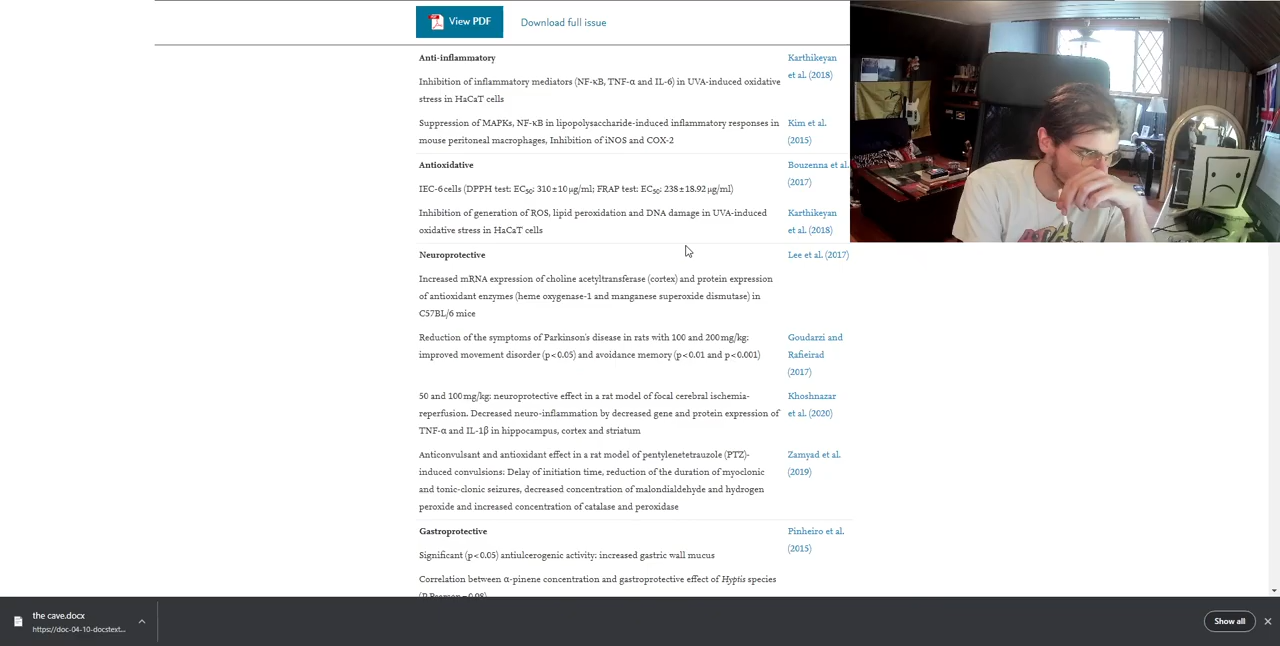 View PDF
Download full issue
Anti-inflammatory
Karthikeyan
et al. (2018)
Inhibition of inflammatory mediators (NF-κB, TNF-α and IL-6) in UVA-induced oxidative
stress in HaCaT cells
Suppression of MAPKs, NF-κB in lipopolysaccharide-induced inflammatory responses in
mouse peritoneal macrophages, Inhibition of iNOS and COX-2
Kim et al.
(2015)
Antioxidative
Bouzenna et al.
(2017)
IEC-6 cells (DPPH test: EC50: 310 ± 10 μg/ml; FRAP test: EC50: 238 ± 18.92 μg/ml)
Inhibition of generation of ROS, lipid peroxidation and DNA damage in UVA-induced
oxidative stress in HaCaT cells
Karthikeyan
et al. (2018)
Neuroprotective
Lee et al. (2017)
Increased mRNA expression of choline acetyltransferase (cortex) and protein expression
of antioxidant enzymes (heme oxygenase-1 and manganese superoxide dismutase) in
C57BL/6 mice
Reduction of the symptoms of Parkinson's disease in rats with 100 and 200 mg/kg:
improved movement disorder (p < 0.05) and avoidance memory (p < 0.01 and p < 0.001)
Goudarzi and
Rafieirad
(2017)
50 and 100 mg/kg: neuroprotective effect in a rat model of focal cerebral ischemia-
reperfusion. Decreased neuro-inflammation by decreased gene and protein expression of
TNF-α and IL-1β in hippocampus, cortex and striatum
Khoshnazar
et al. (2020)
Anticonvulsant and antioxidant effect in a rat model of pentylenetetrazole (PTZ)-
induced convulsions: Delay of initiation time, reduction of the duration of myoclonic
and tonic-clonic seizures, decreased concentration of malondialdehyde and hydrogen
peroxide and increased concentration of catalase and peroxidase
Zamyad et al.
(2019)
Gastroprotective
Pinheiro et al.
(2015)
Significant (p < 0.05) antiulcerogenic activity: increased gastric wall mucus
Correlation between α-pinene concentration and gastroprotective effect of Hyptis species
the cave.docx
https://doc-04-10-docstext...
Show all